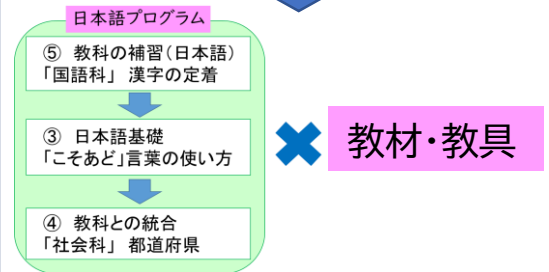 日本語プログラム
⑤ 教科の補習(日本語)
「国語科」 漢字の定着
③ 日本語基礎
「こそあど」言葉の使い方
④ 教科との統合
「社会科」 都道府県
教材・教具